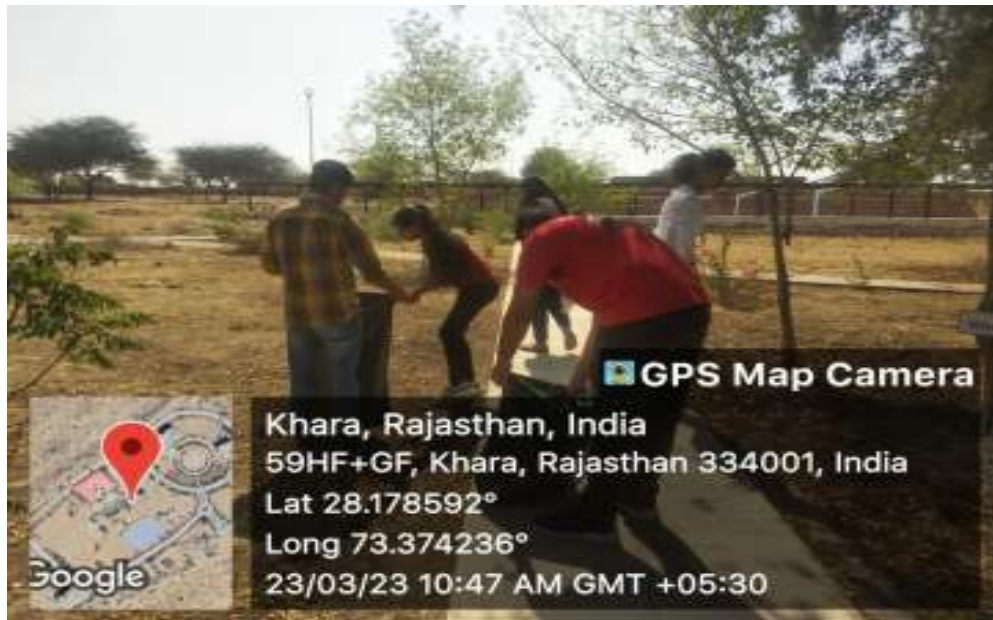 GPS Map Camera
Khara, Rajasthan, India
59HF+GF, Khara, Rajasthan 334001, India
Lat 28.178592°
Long 73.374236°
23/03/23 10:47 AM GMT +05:30
Google